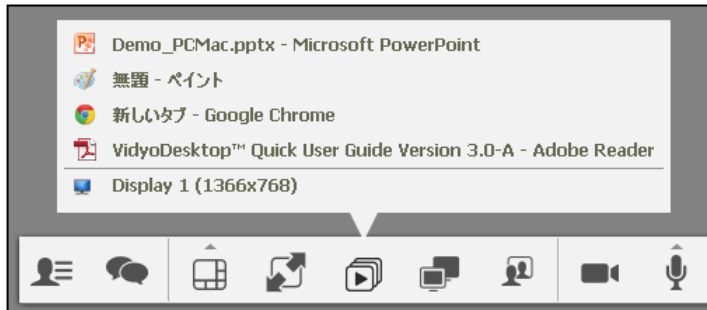 Demo_PCMac.pptx - Microsoft PowerPoint
無題 - ペイント
新しいタブ - Google Chrome
VidyoDesktop™ Quick User Guide Version 3.0-A - Adobe Reader
Display 1 (1366x768)